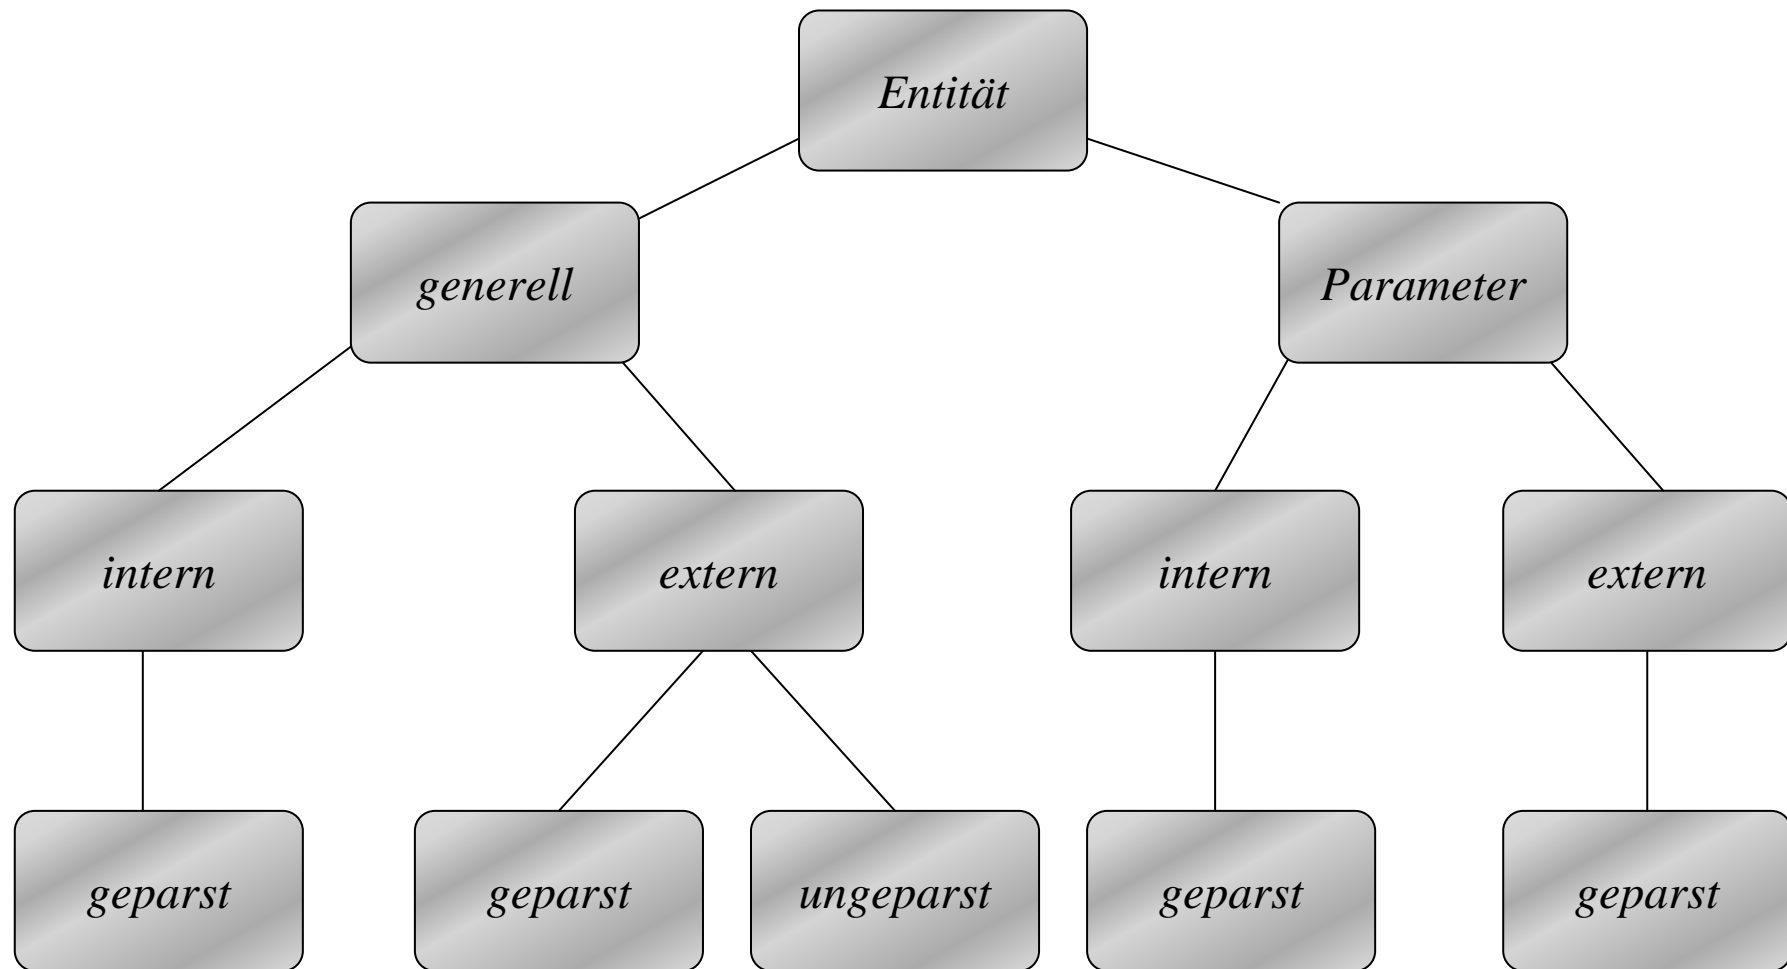 Entität
generell
Parameter
intern
extern
intern
extern
geparst
geparst
ungeparst
geparst
geparst